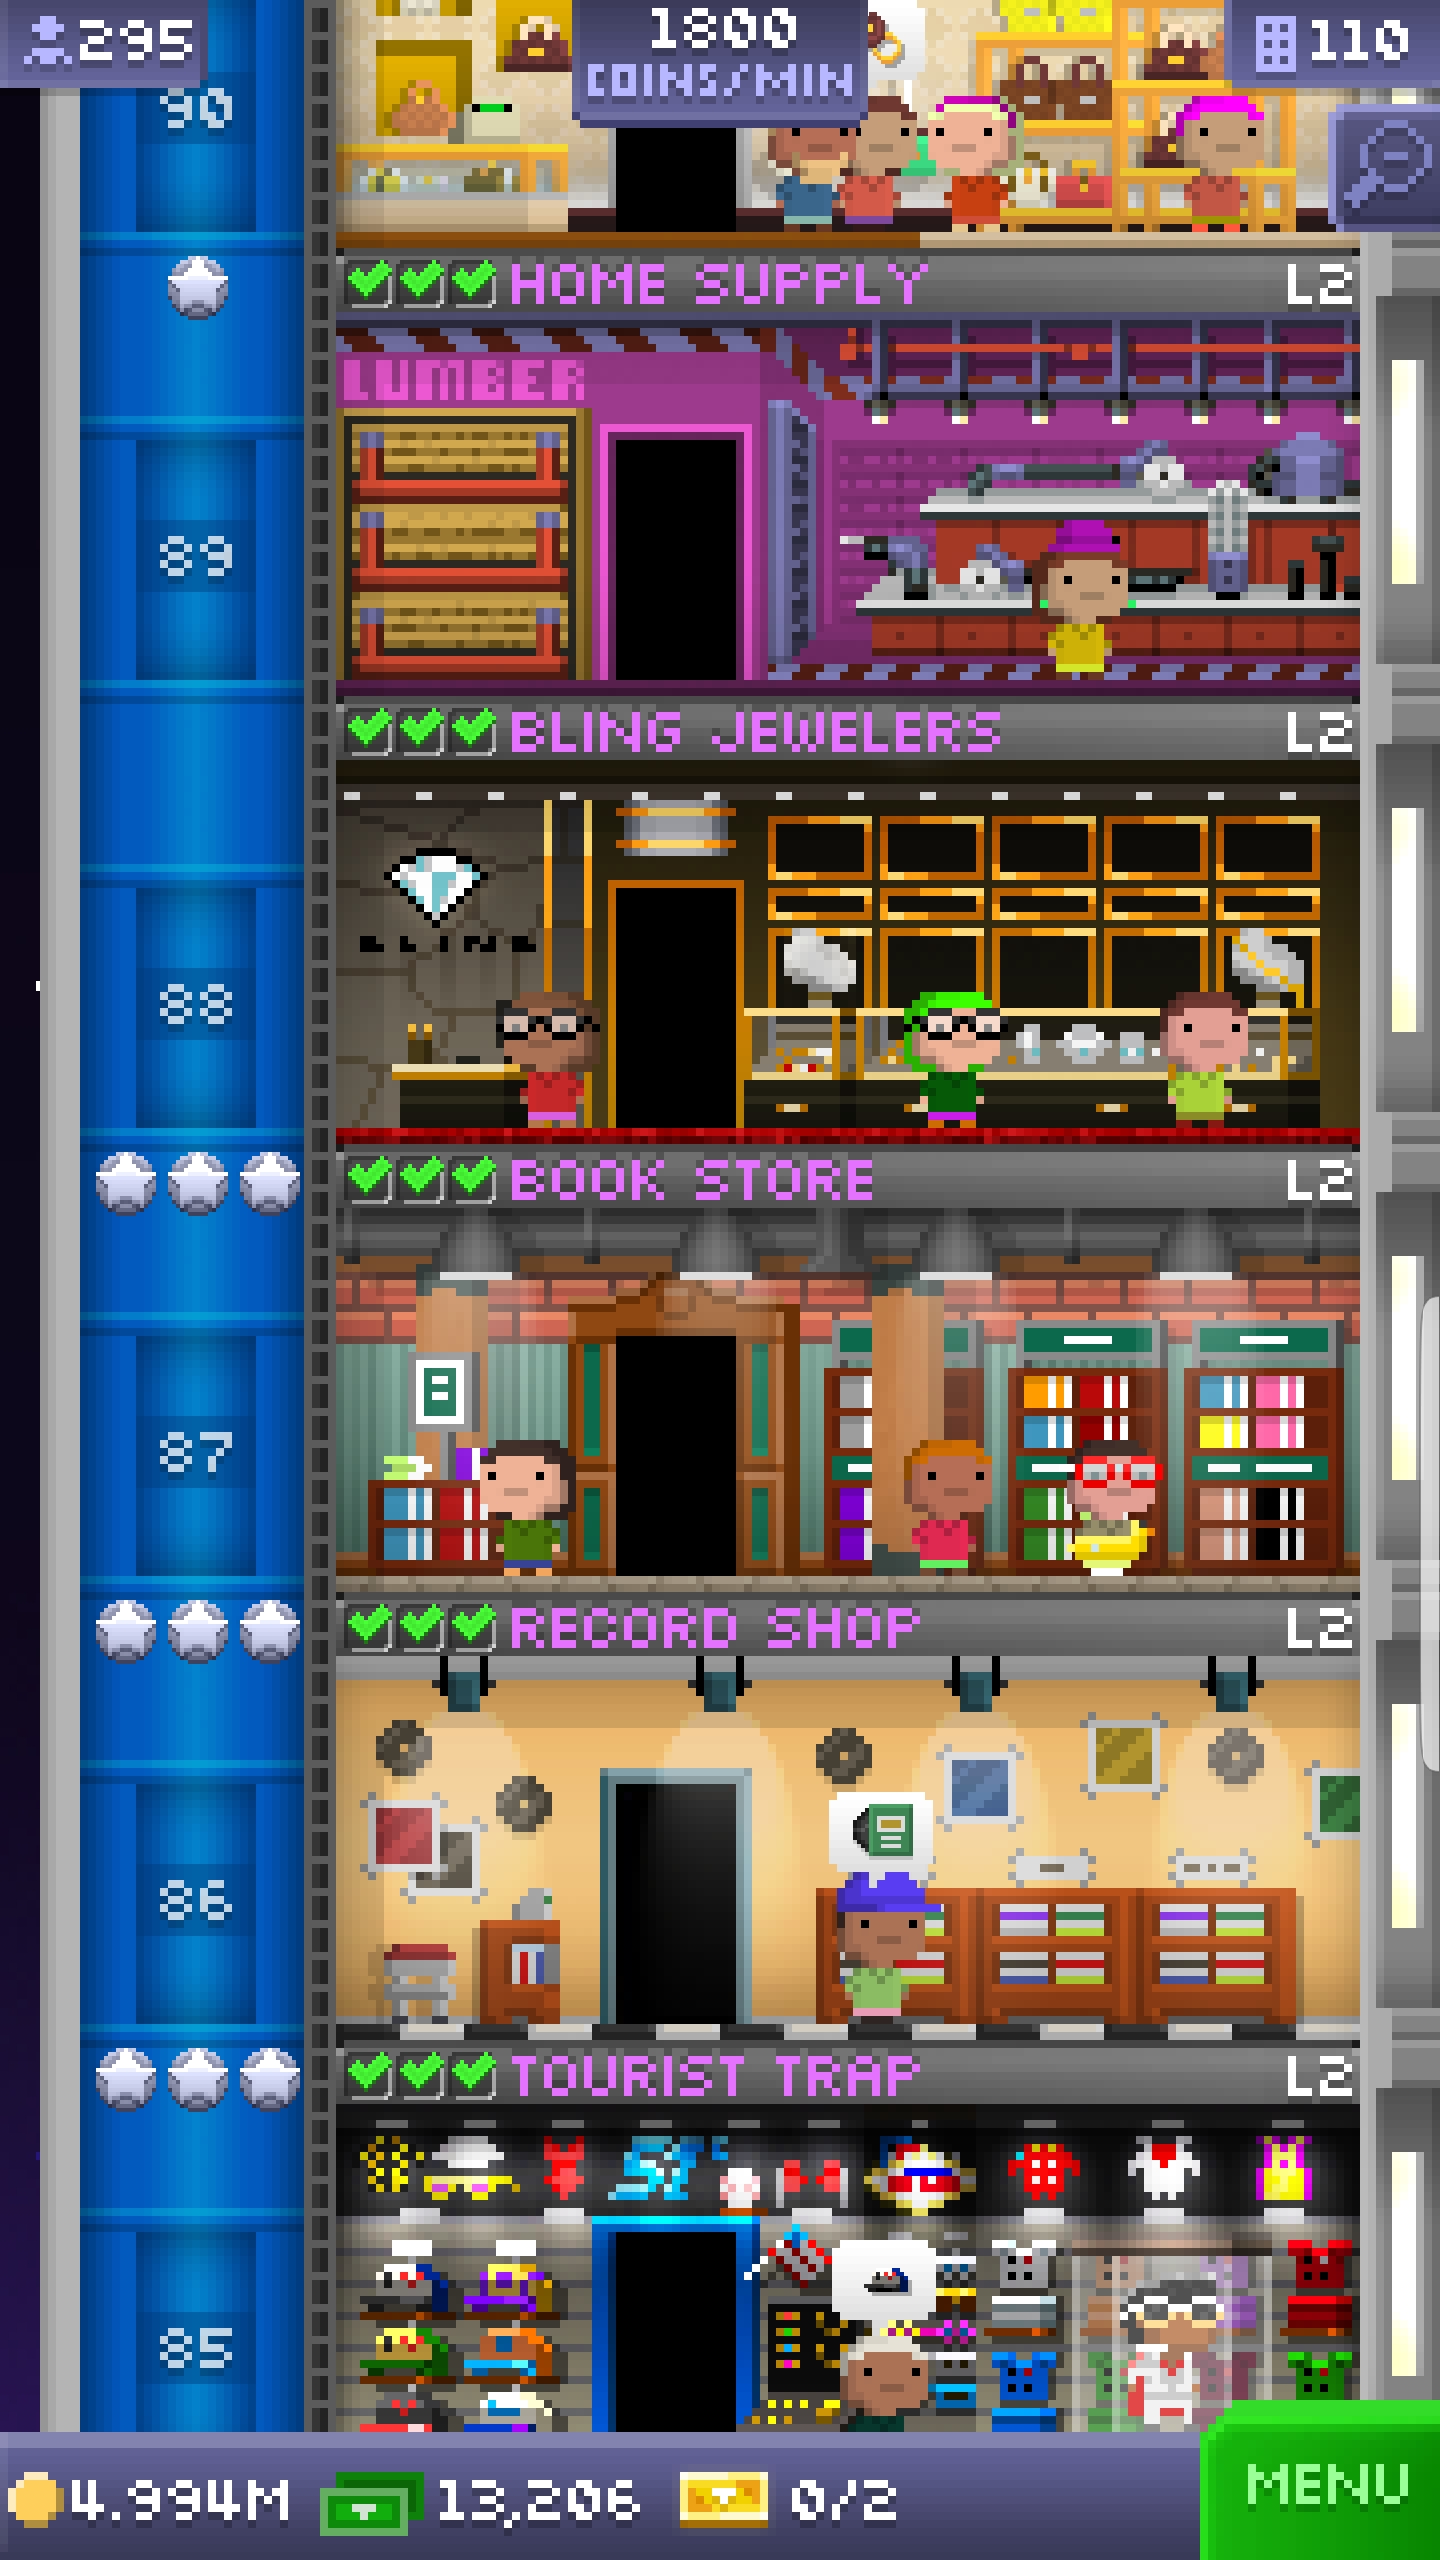 295
1800
COINS/MIN
110
90
HOME SUPPLY L2
LUMBER
89
BLING JEWELERS L2
BLING
88
BOOK STORE L2
87
RECORD SHOP L2
86
TOURIST TRAP L2
85
4.994M 13,206 0/2
MENU